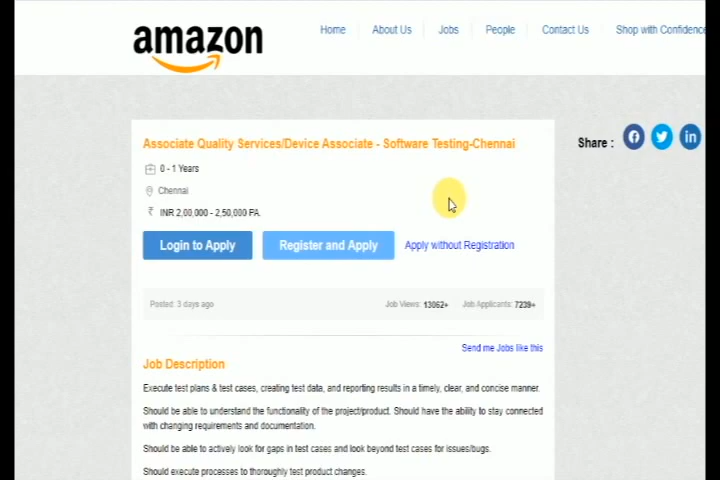 amazon
Home About Us Jobs People Contact Us Shop with Confidence
Associate Quality Services/Device Associate - Software Testing-Chennai
Share :
0 - 1 Years
Chennai
₹ INR 2,00,000 - 2,50,000 PA.
Login to Apply Register and Apply Apply without Registration
Posted: 3 days ago Job Views: 13062+ Job Applicants: 7239+
Send me Jobs like this
Job Description
Execute test plans & test cases, creating test data, and reporting results in a timely, clear, and concise manner.
Should be able to understand the functionality of the project/product. Should have the ability to stay connected
with changing requirements and documentation.
Should be able to actively look for gaps in test cases and look beyond test cases for issues/bugs.
Should execute processes to thoroughly test product changes.